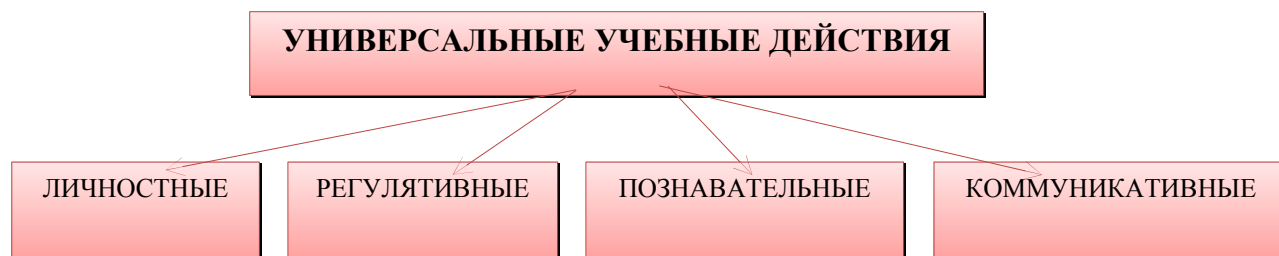 УНИВЕРСАЛЬНЫЕ УЧЕБНЫЕ ДЕЙСТВИЯ
ЛИЧНОСТНЫЕ
РЕГУЛЯТИВНЫЕ
ПОЗНАВАТЕЛЬНЫЕ
КОММУНИКАТИВНЫЕ